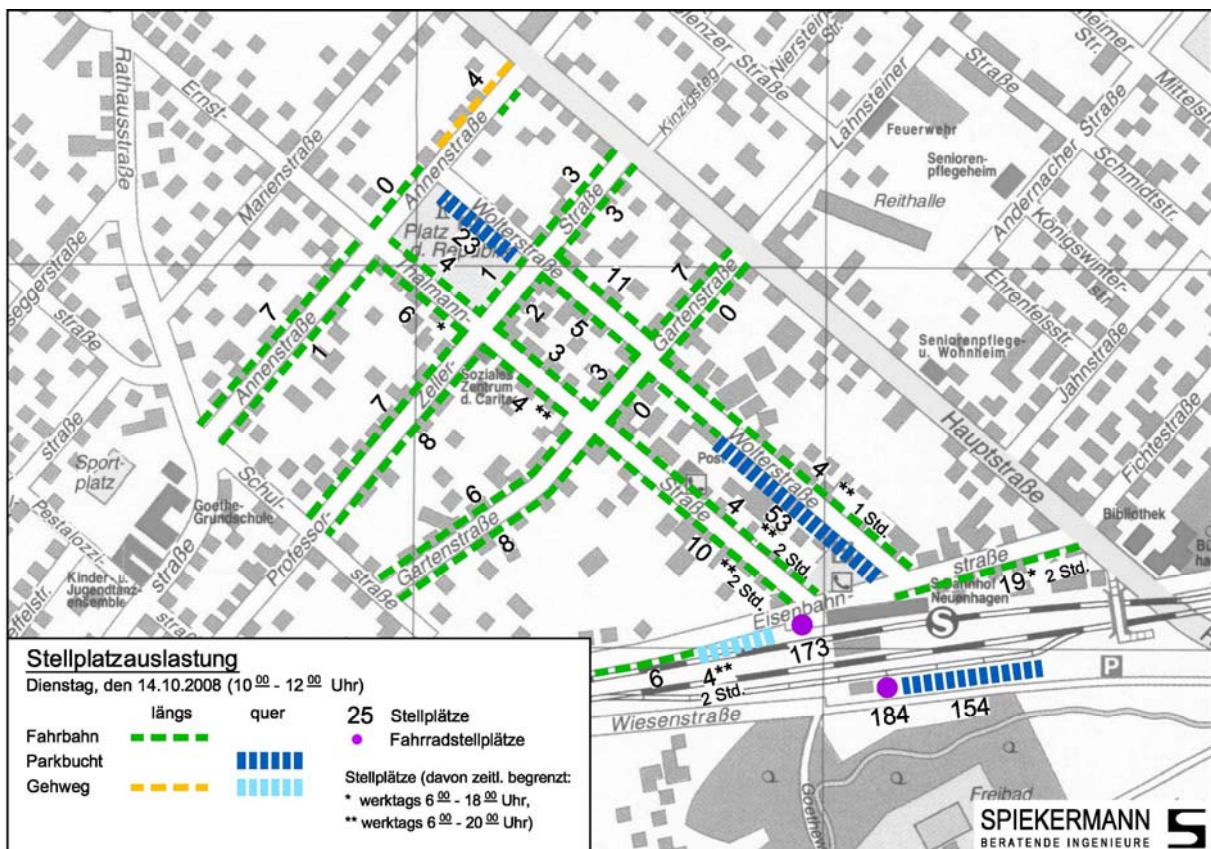 Rathausstraße
Ernst-
Marienstraße
Annenstraße
4
0
Kinzigsteg
Straße
Niersteiner
Str.
Lahnsteiner
Straße
Feuerwehr
Seniorenpflegeheim
Reithalle
Andernacher Straße
Schmidtstr.
Mittelstr.
Königswinterstr.
Ehrenfelsstr.
Jahnstraße
Fichtestraße
Seniorenpflege-
u. Wohnheim
Hauptstraße
Bibliothek
Platz
d. Republik
23
Wolterstraße
Straße
3
3
4
1
11
7
Gartenstraße
0
Thälmann-
6
*
2
5
3
3
7
Annenstraße
1
straße
Soziales
Zentrum
d. Caritas
4
**
0
Zeller-
7
8
Post
Wolterstraße
4
**
1 Std.
53
4
** 2 Std.
Straße
10
**2 Std.
Sport-
platz
Goethe-
Grundschule
Schul-
straße
Pestalozzi-
Kinder- u.
Jugendtanz-
ensemble
straße
Professor-
6
Gartenstraße
8
straße
19* 2 Std.
S-Bahnhof
Neuenhagen
S
Eisenbahn-
173
6
4**
2 Std.
Wiesenstraße
184
154
P
Freibad
Stellplatzauslastung
Dienstag, den 14.10.2008 (10 00 - 12 00 Uhr)
längs quer 25 Stellplätze
Fahrbahn Fahrradstellplätze
Parkbucht
Gehweg
Stellplätze (davon zeitl. begrenzt:
* werktags 6 00 - 18 00 Uhr,
** werktags 6 00 - 20 00 Uhr)
SPIEKERMANN
BERATENDE INGENIEURE